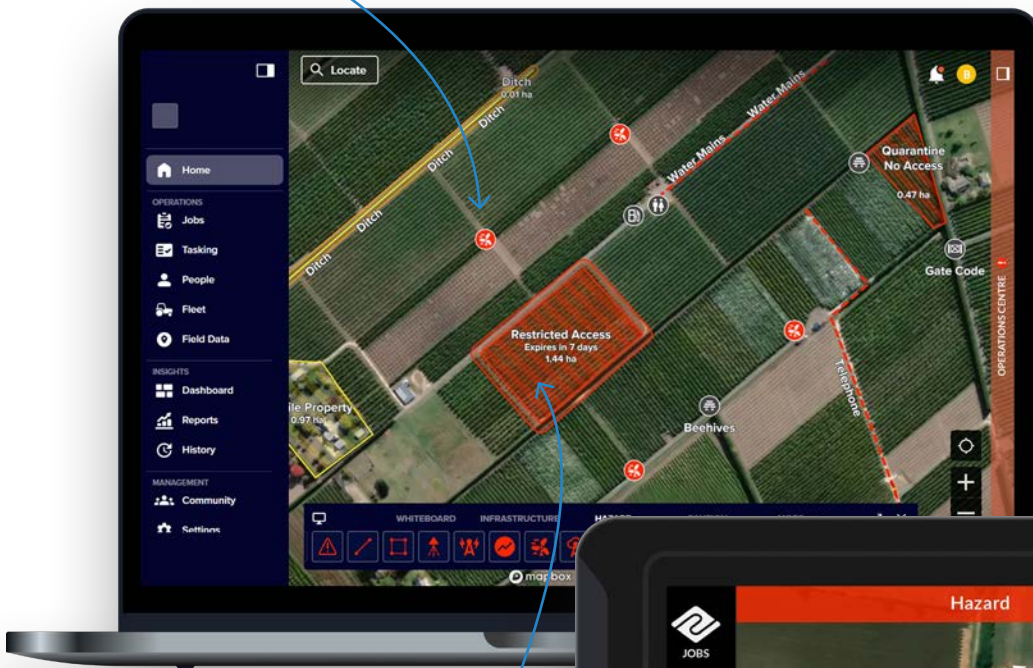 Locate
B
Home
OPERATIONS
Jobs
Tasking
People
Fleet
Field Data
INSIGHTS
Dashboard
Reports
History
MANAGEMENT
Community
Settings
Ditch
0.01 ha
Ditch
Ditch
Ditch
Ditch
Water Mains
Water Mains
Quarantine
No Access
0.47 ha
Gate Code
OPERATIONS CENTRE
Restricted Access
Expires in 7 days
1.44 ha
Telephone
ile Property
0.97 ha
Beehives
WHITEBOARD
INFRASTRUCTURE
HAZARD
mapbox
Hazard
JOBS